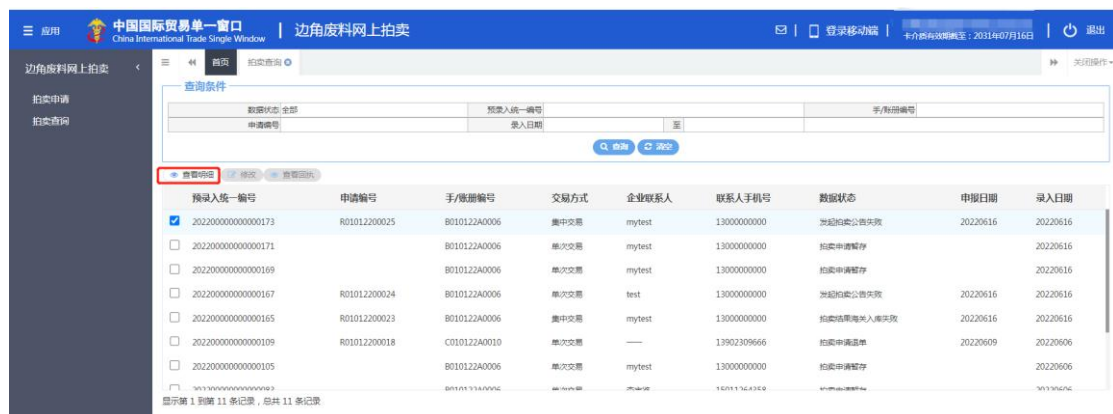 应用 中国国际贸易单一窗口 | 边角废料网上拍卖 | 登录移动端 | 卡介质有效期截至：2031年07月16日 | 退出
China International Trade Single Window
边角废料网上拍卖 首页 拍卖查询 关闭操作
拍卖申请
拍卖查询
查询条件
数据状态 全部 预录入统一编号 手/账册编号
申请编号 录入日期 至
查询 清空
查看明细 修改 查看回执
预录入统一编号 申请编号 手/账册编号 交易方式 企业联系人 联系人手机号 数据状态 申报日期 录入日期
202200000000000173 R01012200025 B010122A0006 集中交易 mytest 13000000000 发起拍卖公告失败 20220616 20220616
202200000000000171 B010122A0006 单次交易 mytest 13000000000 拍卖申请暂存 20220616
202200000000000169 B010122A0006 单次交易 mytest 13000000000 拍卖申请暂存 20220616
202200000000000167 R01012200024 B010122A0006 单次交易 test 13000000000 发起拍卖公告失败 20220616 20220616
202200000000000165 R01012200023 B010122A0006 集中交易 mytest 13000000000 拍卖结果海关入库失败 20220616 20220616
202200000000000109 R01012200018 C010122A0010 单次交易 —— 13902309666 拍卖申请退单 20220609 20220606
202200000000000105 B010122A0006 单次交易 mytest 13000000000 拍卖申请暂存 20220606
显示第 1 到第 11 条记录，总共 11 条记录